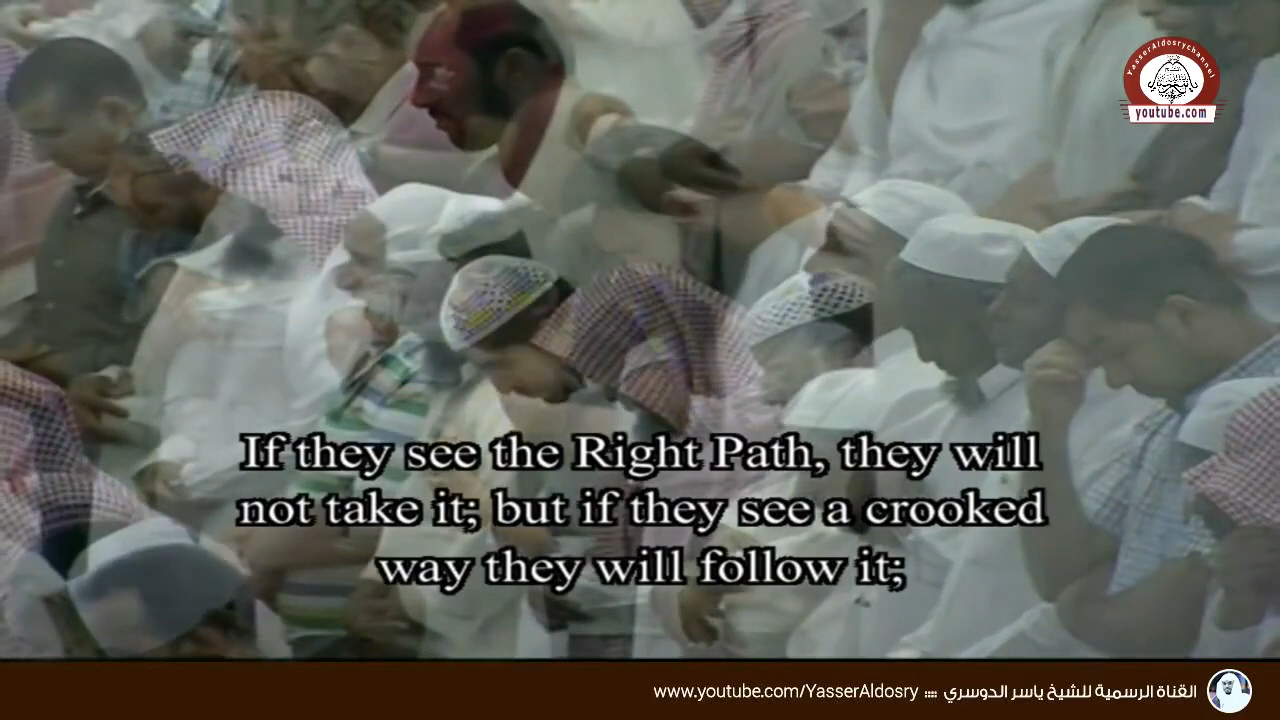 YasserAldosrychannel
youtube.com
If they see the Right Path, they will
not take it; but if they see a crooked
way they will follow it;
www.youtube.com/YasserAldosry :::: القناة الرسمية للشيخ ياسر الدوسري